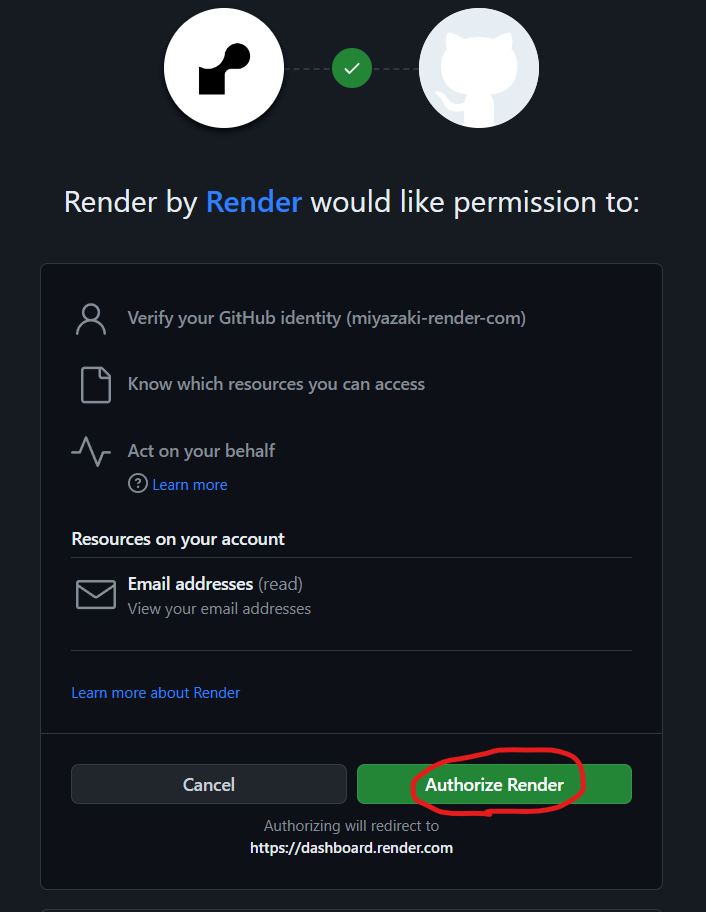 Render by Render would like permission to:
Verify your GitHub identity (miyazaki-render-com)
Know which resources you can access
Act on your behalf
Learn more
Resources on your account
Email addresses (read)
View your email addresses
Learn more about Render
Cancel
Authorize Render
Authorizing will redirect to
https://dashboard.render.com